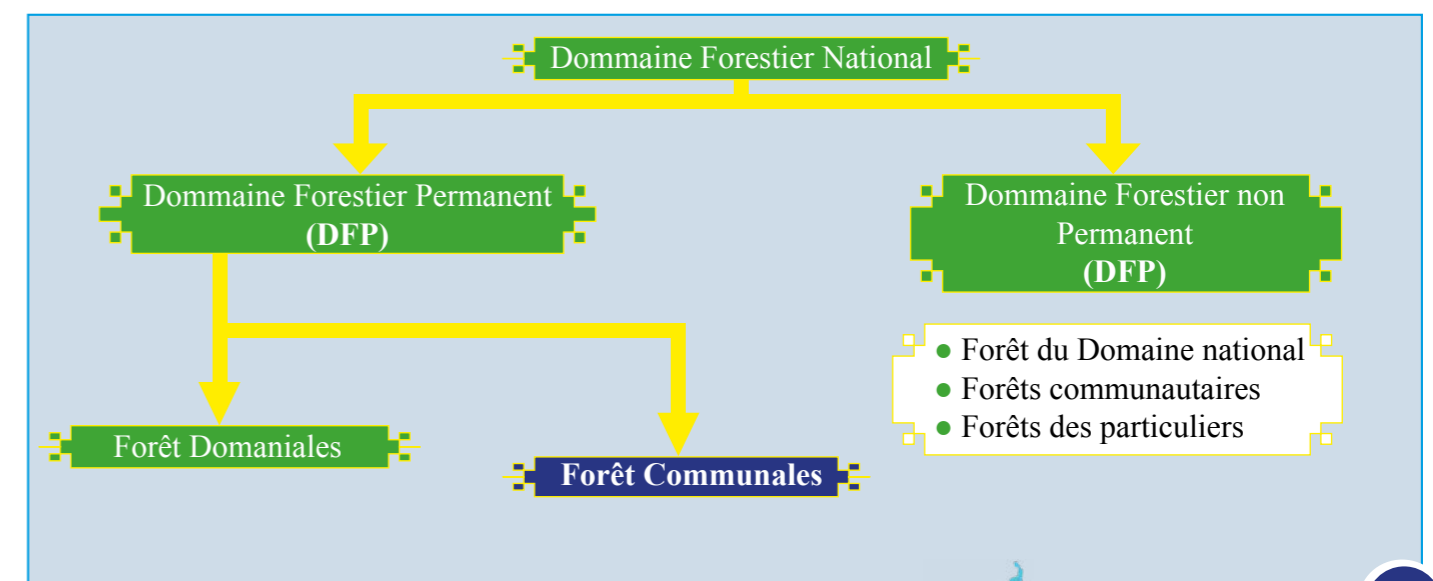 Dommaine Forestier National
Dommaine Forestier Permanent
(DFP)
Dommaine Forestier non
Permanent
(DFP)
● Forêt du Domaine national
● Forêts communautaires
● Forêts des particuliers
Forêt Domaniales
Forêt Communales